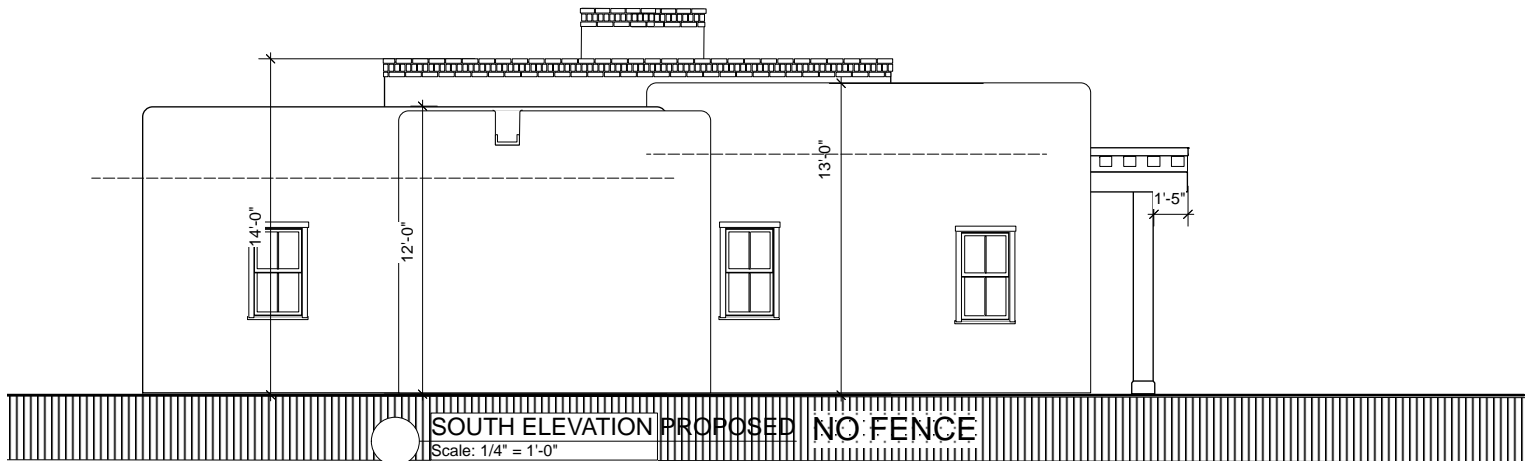 14'-0"
12'-0"
13'-0"
1'-5"
SOUTH ELEVATION PROPOSED NO FENCE
Scale: 1/4" = 1'-0"